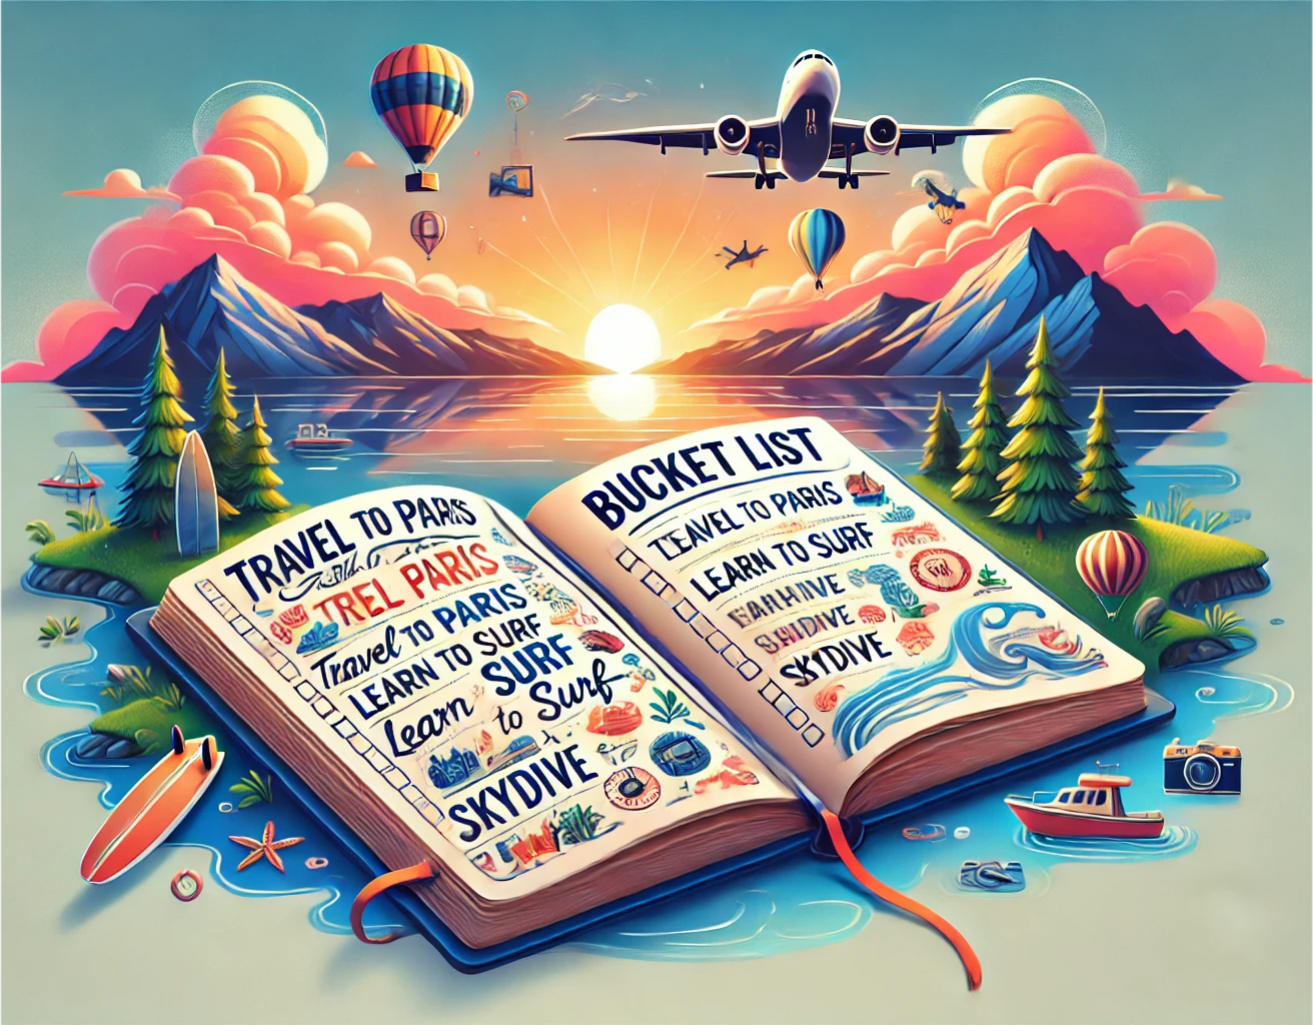 TRAVEL TO PARIS
TREL PARIS
Travel TO PARIS
LEARN TO SURF
SURF
Learn to Surf
SKYDIVE
BUCKET LIST
TEAVEL TO PARIS
LEARN TO SURF
SKYDIVE